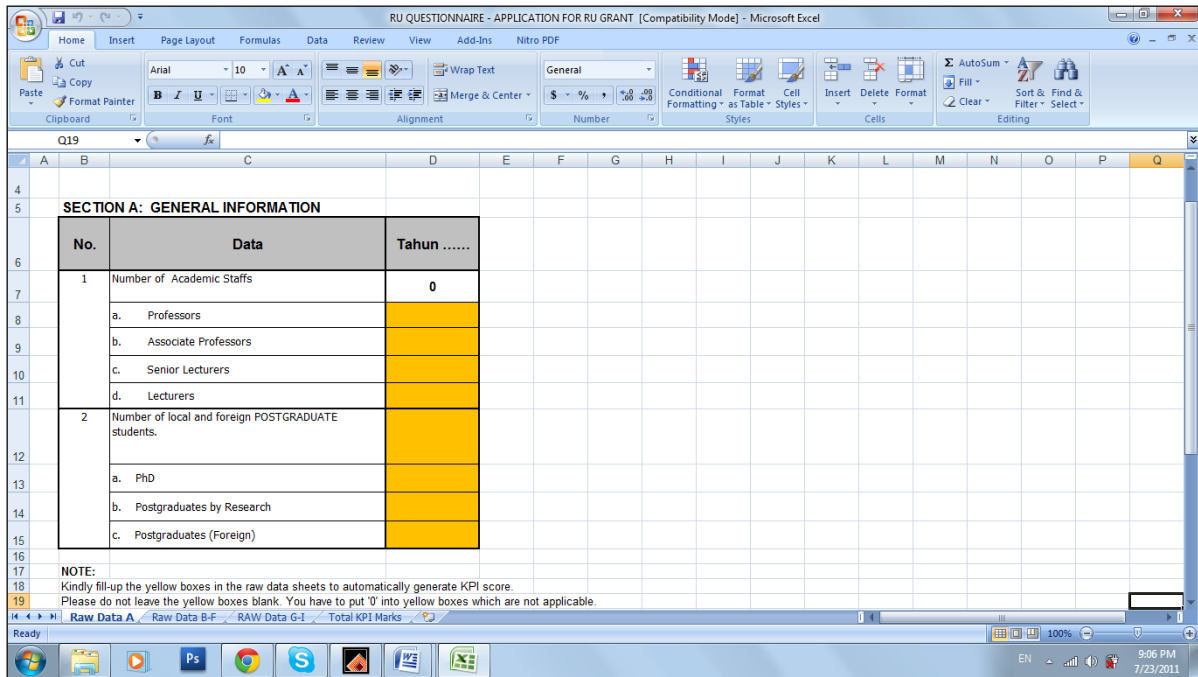 RU QUESTIONNAIRE - APPLICATION FOR RU GRANT [Compatibility Mode] - Microsoft Excel
Home Insert Page Layout Formulas Data Review View Add-Ins Nitro PDF
Paste
Cut
Copy
Format Painter
Clipboard
Arial 10 A A
B I U A
Font
Wrap Text
Merge & Center
Alignment
General
$ % , .0 .00 .00 .0
Number
Conditional Formatting
Format as Table
Cell Styles
Styles
Insert Delete Format
Cells
Σ AutoSum
Fill
Clear
Sort & Filter
Find & Select
Editing
Q19 fx
A B C D E F G H I J K L M N O P Q
4
5 SECTION A: GENERAL INFORMATION
6 No. Data Tahun ......
7 1 Number of Academic Staffs 0
8 a. Professors
9 b. Associate Professors
10 c. Senior Lecturers
11 d. Lecturers
12 2 Number of local and foreign POSTGRADUATE
students.
13 a. PhD
14 b. Postgraduates by Research
15 c. Postgraduates (Foreign)
16
17 NOTE:
18 Kindly fill-up the yellow boxes in the raw data sheets to automatically generate KPI score.
19 Please do not leave the yellow boxes blank. You have to put '0' into yellow boxes which are not applicable.
Raw Data A Raw Data B-F RAW Data G-I Total KPI Marks
Ready 100%
Ps S W X
EN 9:06 PM
7/23/2011